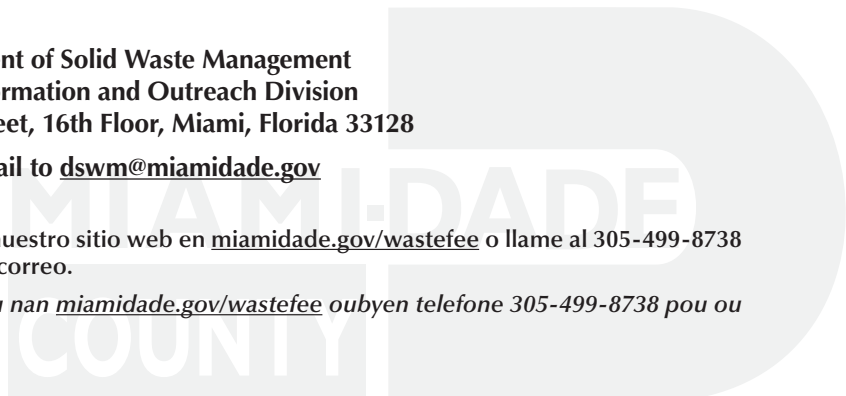 nt of Solid Waste Management
rmation and Outreach Division
eet, 16th Floor, Miami, Florida 33128
ail to dswm@miamidade.gov
uestro sitio web en miamidade.gov/wastefee o llame al 305-499-8738
correo.
nan miamidade.gov/wastefee oubyen telefone 305-499-8738 pou ou
MIAMI-DADE
COUNTY